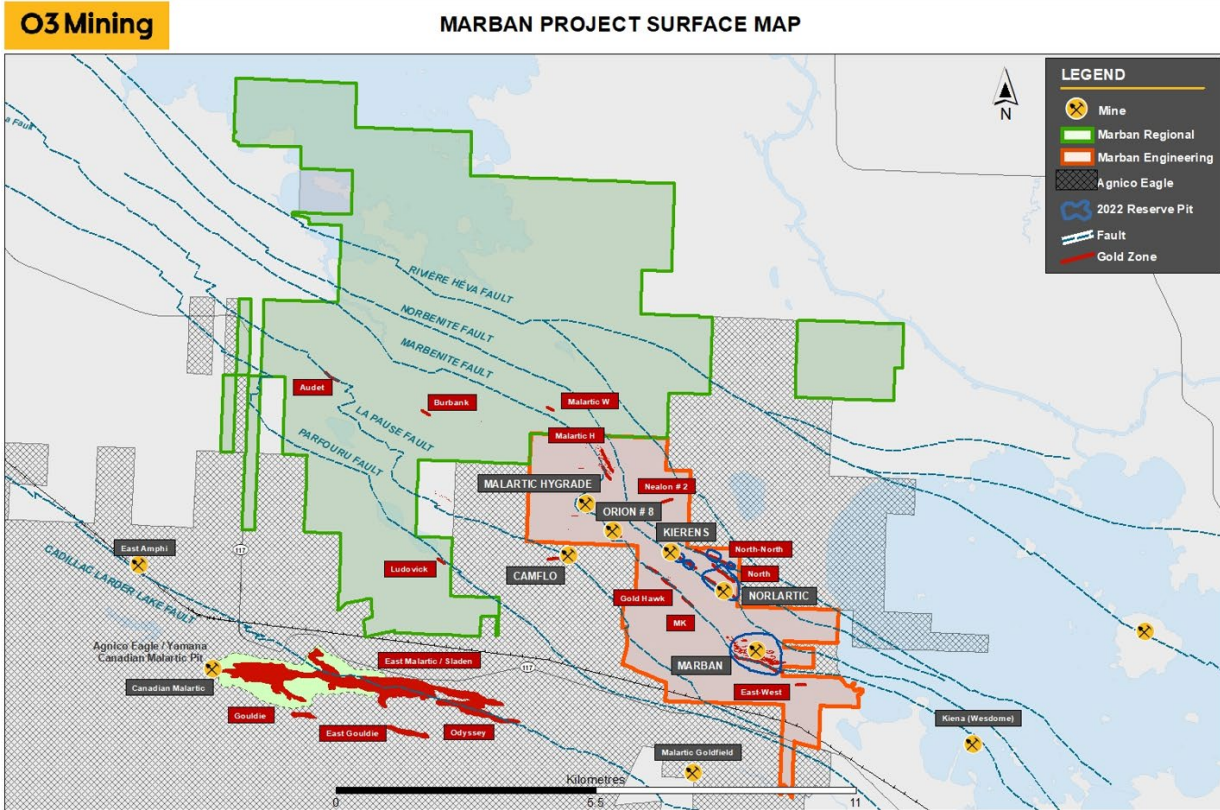 O3 Mining
MARBAN PROJECT SURFACE MAP
LEGEND
Mine
Marban Regional
Marban Engineering
Agnico Eagle
2022 Reserve Pit
Fault
Gold Zone
N
a Fault
RIVIÈRE HÉVA FAULT
NORBENITE FAULT
MARBENITE FAULT
LA PAUSE FAULT
PARFOURU FAULT
CADILLAC LARDER LAKE FAULT
Audet
Burbank
Malartic W
Malartic H
MALARTIC HYGRADE
Nealon # 2
ORION # 8
KIERENS
North-North
North
NORLARTIC
East Amphi
117
Ludovick
CAMFLO
Gold Hawk
MK
MARBAN
East-West
Agnico Eagle / Yamana
Canadian Malartic Pit
Canadian Malartic
East Malartic / Sladen
117
Gouldie
East Gouldie
Odyssey
Kiena (Wesdome)
Malartic Goldfield
Kilometres
0
5.5
11